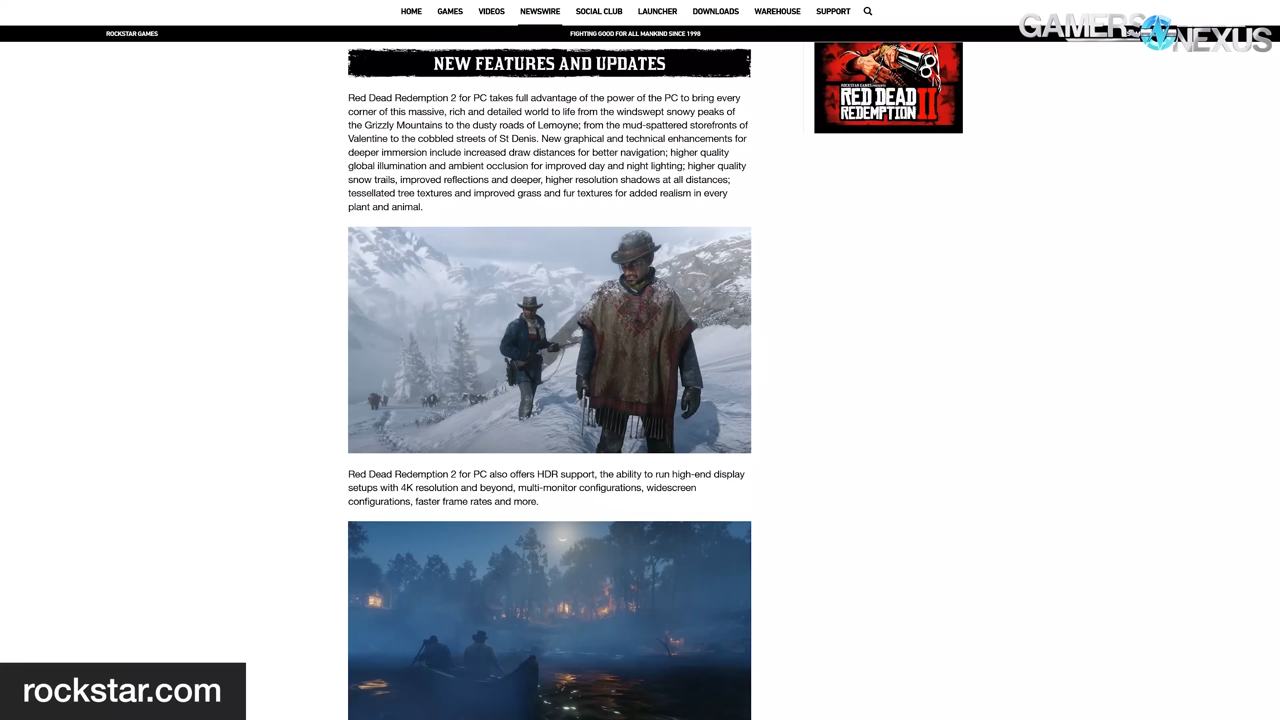 HOME GAMES VIDEOS NEWSWIRE SOCIAL CLUB LAUNCHER DOWNLOADS WAREHOUSE SUPPORT
ROCKSTAR GAMES FIGHTING GOOD FOR ALL MANKIND SINCE 1998
GAMERS NEXUS
NEW FEATURES AND UPDATES
Red Dead Redemption 2 for PC takes full advantage of the power of the PC to bring every
corner of this massive, rich and detailed world to life from the windswept snowy peaks of
the Grizzly Mountains to the dusty roads of Lemoyne; from the mud-spattered storefronts of
Valentine to the cobbled streets of St Denis. New graphical and technical enhancements for
deeper immersion include increased draw distances for better navigation; higher quality
global illumination and ambient occlusion for improved day and night lighting; higher quality
snow trails, improved reflections and deeper, higher resolution shadows at all distances;
tessellated tree textures and improved grass and fur textures for added realism in every
plant and animal.
ROCKSTAR GAMES PRESENTS
RED DEAD
REDEMPTION II
Red Dead Redemption 2 for PC also offers HDR support, the ability to run high-end display
setups with 4K resolution and beyond, multi-monitor configurations, widescreen
configurations, faster frame rates and more.
rockstar.com